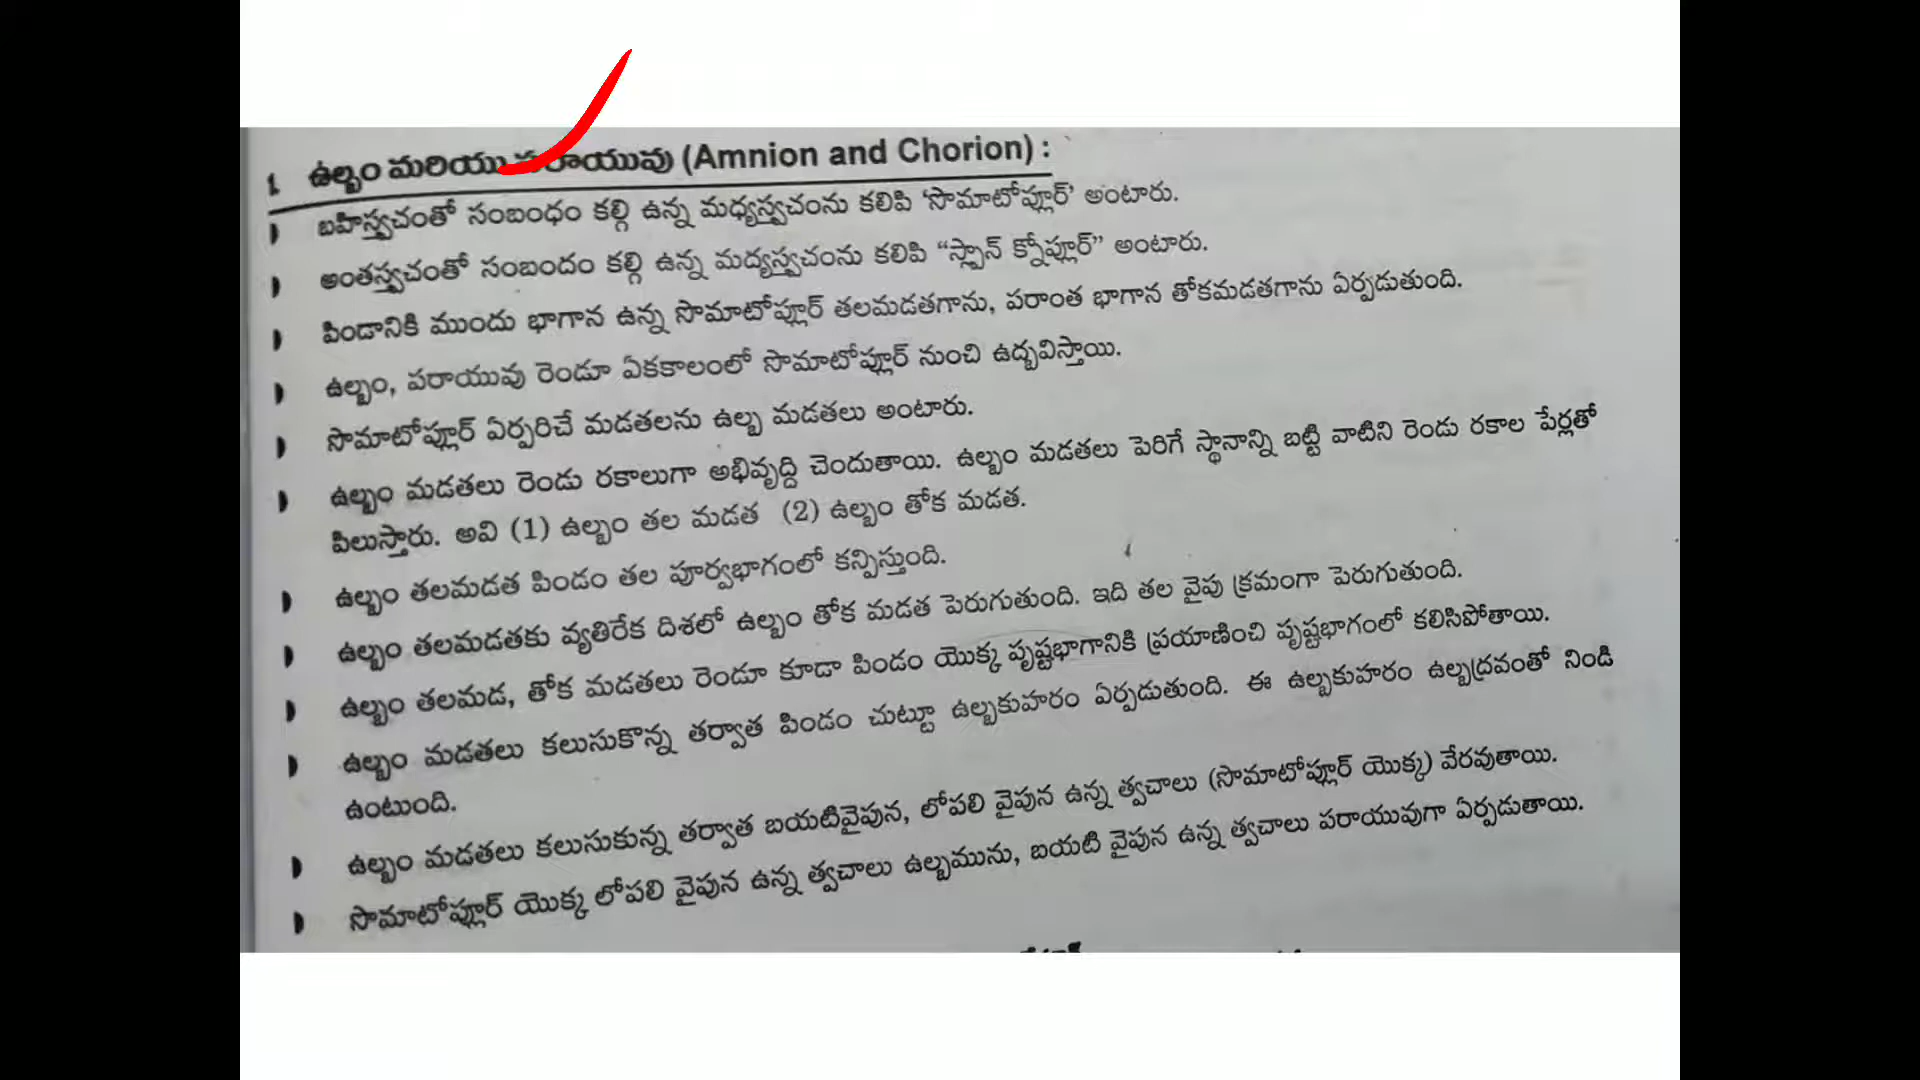 1. ఉల్బం మరియు పరాయువు (Amnion and Chorion) :
బహిస్త్వచంతో సంబంధం కల్గి ఉన్న మధ్యస్త్వచంను కలిపి ‘సొమాటోప్లూర్’ అంటారు.
అంతస్త్వచంతో సంబందం కల్గి ఉన్న మద్యస్త్వచంను కలిపి “స్ప్లాన్ క్నోప్లూర్” అంటారు.
పిండానికి ముందు భాగాన ఉన్న సొమాటోప్లూర్ తలమడతగాను, పరాంత భాగాన తోకమడతగాను ఏర్పడుతుంది.
ఉల్బం, పరాయువు రెండూ ఏకకాలంలో సొమాటోప్లూర్ నుంచి ఉద్భవిస్తాయి.
సొమాటోప్లూర్ ఏర్పరిచే మడతలను ఉల్బ మడతలు అంటారు.
ఉల్బం మడతలు రెండు రకాలుగా అభివృద్ది చెందుతాయి. ఉల్బం మడతలు పెరిగే స్థానాన్ని బట్టి వాటిని రెండు రకాల పేర్లతో
పిలుస్తారు. అవి (1) ఉల్బం తల మడత (2) ఉల్బం తోక మడత.
ఉల్బం తలమడత పిండం తల పూర్వభాగంలో కన్పిస్తుంది.
ఉల్బం తలమడతకు వ్యతిరేక దిశలో ఉల్బం తోక మడత పెరుగుతుంది. ఇది తల వైపు క్రమంగా పెరుగుతుంది.
ఉల్బం తలమడ, తోక మడతలు రెండూ కూడా పిండం యొక్క పృష్టభాగానికి ప్రయాణించి పృష్టభాగంలో కలిసిపోతాయి.
ఉల్బం మడతలు కలుసుకొన్న తర్వాత పిండం చుట్టూ ఉల్బకుహరం ఏర్పడుతుంది. ఈ ఉల్బకుహరం ఉల్బద్రవంతో నిండి
ఉంటుంది.
ఉల్బం మడతలు కలుసుకున్న తర్వాత బయటివైపున, లోపలి వైపున ఉన్న త్వచాలు (సొమాటోప్లూర్ యొక్క) వేరవుతాయి.
సొమాటోప్లూర్ యొక్క లోపలి వైపున ఉన్న త్వచాలు ఉల్బమును, బయటి వైపున ఉన్న త్వచాలు పరాయువుగా ఏర్పడుతాయి.